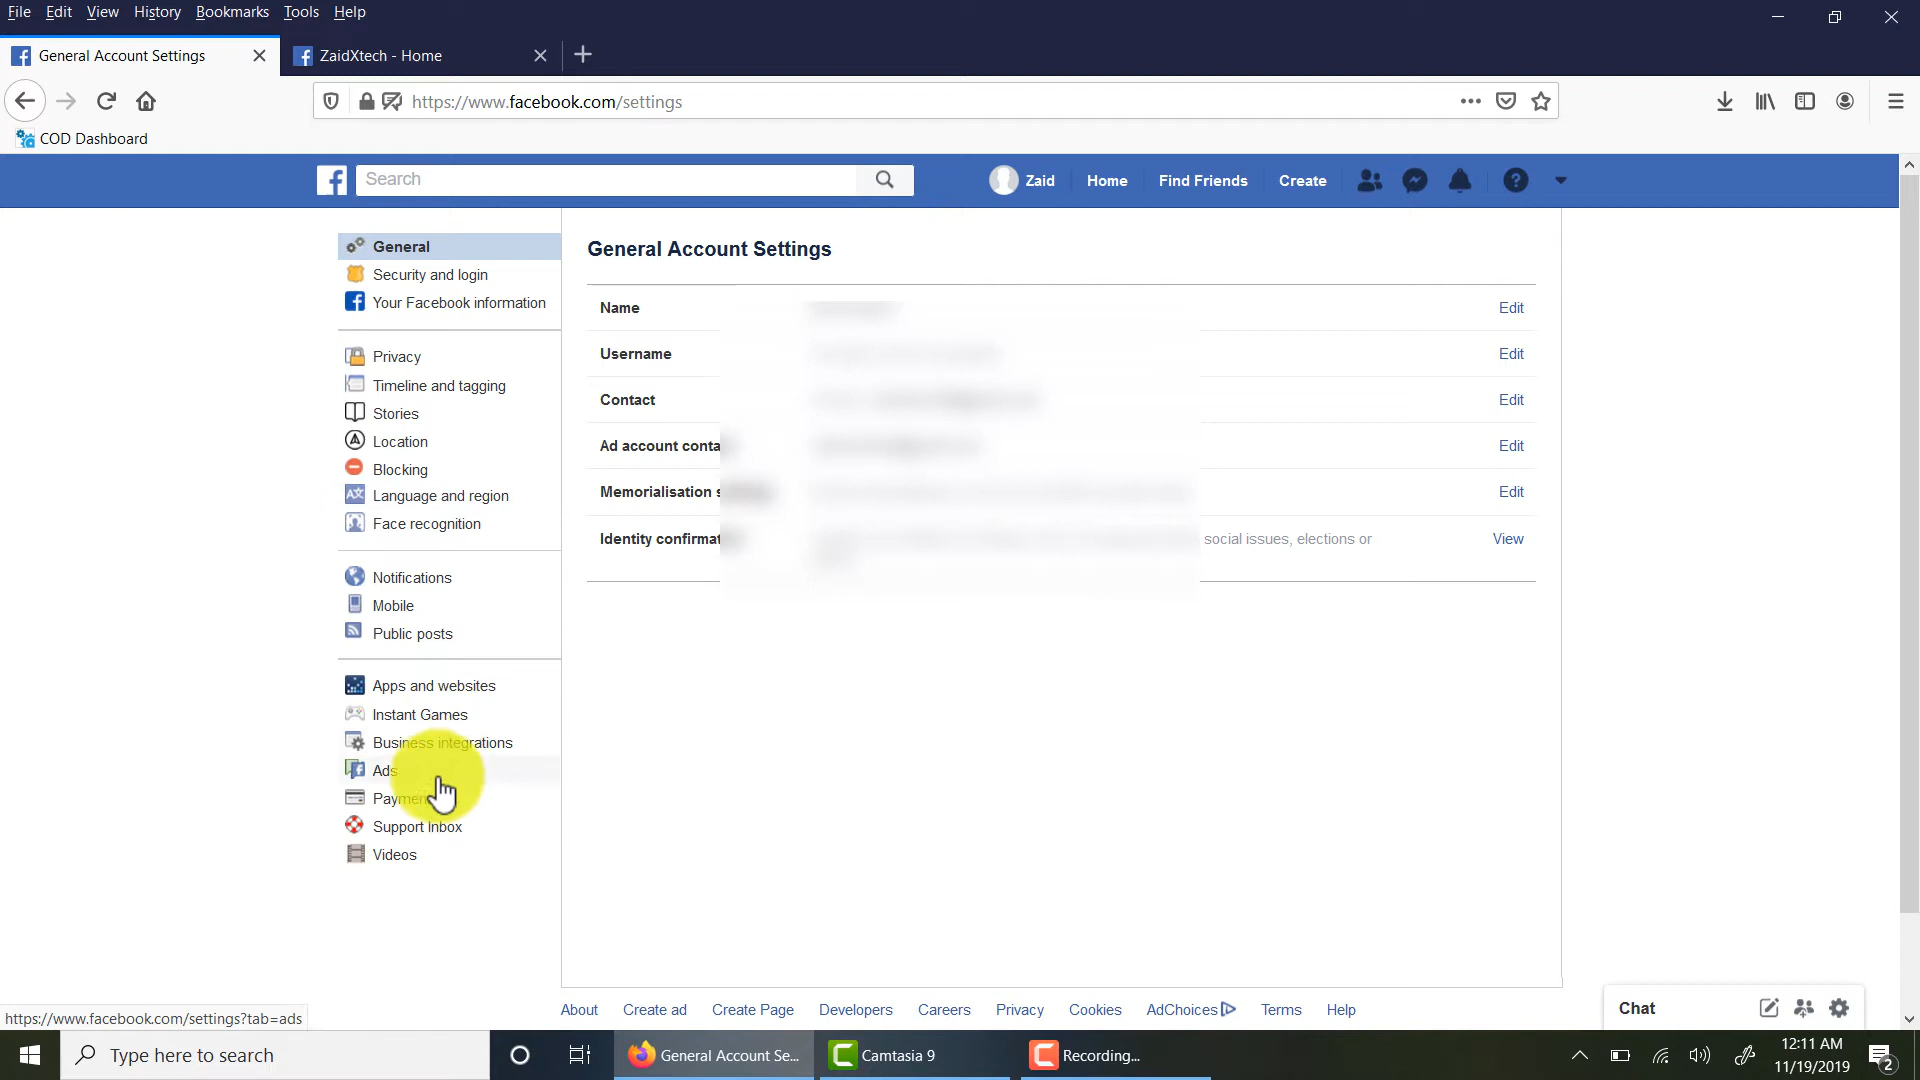 File Edit View History Bookmarks Tools Help
General Account Settings
ZaidXtech - Home
https://www.facebook.com/settings
COD Dashboard
Search
Zaid Home Find Friends Create
General
Security and login
Your Facebook information
Privacy
Timeline and tagging
Stories
Location
Blocking
Language and region
Face recognition
Notifications
Mobile
Public posts
Apps and websites
Instant Games
Business integrations
Ads
Support Inbox
Videos
General Account Settings
Name Edit
Username Edit
Contact Edit
Ad account Edit
Memorialisation Edit
Identity social issues, elections or View
About Create ad Create Page Developers Careers Privacy Cookies AdChoices Terms Help
Chat
https://www.facebook.com/settings?tab=ads
Type here to search
General Account Se...
Camtasia 9
Recording...
12:11 AM
11/19/2019
2